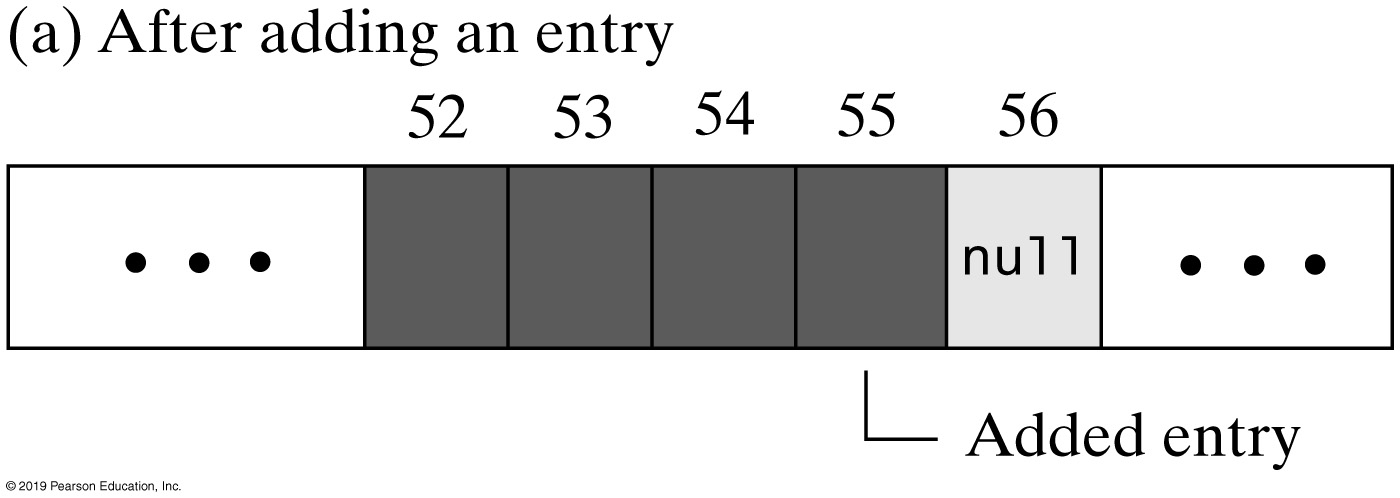 (a) After adding an entry
52 53 54 55 56
• • • null • • •
Added entry
© 2019 Pearson Education, Inc.